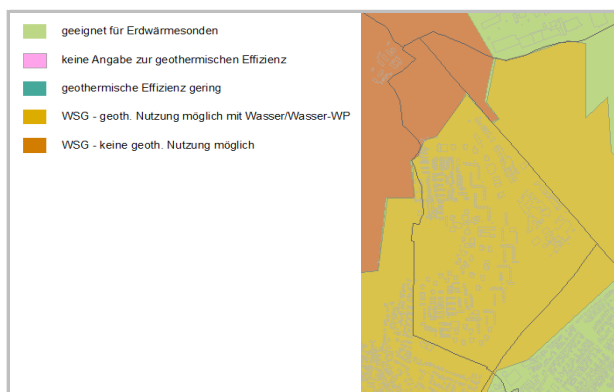 geeignet für Erdwärmesonden
keine Angabe zur geothermischen Effizienz
geothermische Effizienz gering
WSG - geoth. Nutzung möglich mit Wasser/Wasser-WP
WSG - keine geoth. Nutzung möglich